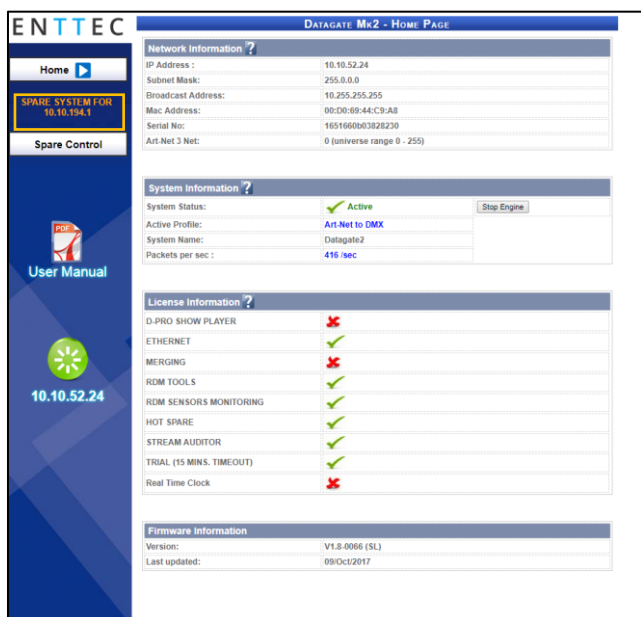 ENTTEC
DATAGATE MK2 - HOME PAGE
Home
SPARE SYSTEM FOR
10.10.194.1
Spare Control
PDF
User Manual
10.10.52.24
Network Information ?
IP Address : 10.10.52.24
Subnet Mask: 255.0.0.0
Broadcast Address: 10.255.255.255
Mac Address: 00:D0:69:44:C9:A8
Serial No: 1651660b03828230
Art-Net 3 Net: 0 (universe range 0 - 255)
System Information ?
System Status: Active Stop Engine
Active Profile: Art-Net to DMX
System Name: Datagate2
Packets per sec : 416 /sec
License Information ?
D-PRO SHOW PLAYER
ETHERNET
MERGING
RDM TOOLS
RDM SENSORS MONITORING
HOT SPARE
STREAM AUDITOR
TRIAL (15 MINS. TIMEOUT)
Real Time Clock
Firmware Information
Version: V1.8-0066 (SL)
Last updated: 09/Oct/2017